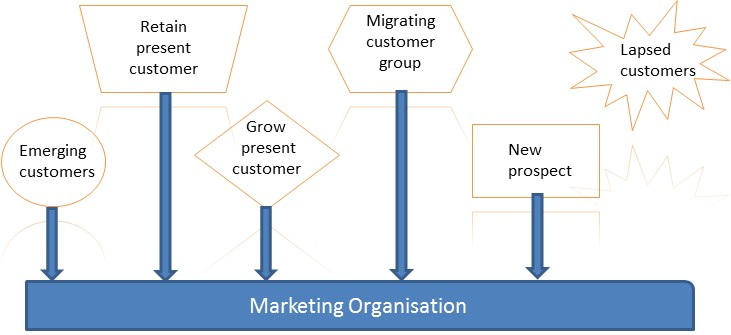 Retain
present
customer
Migrating
customer
group
Lapsed
customers
Emerging
customers
Grow
present
customer
New
prospect
Marketing Organisation